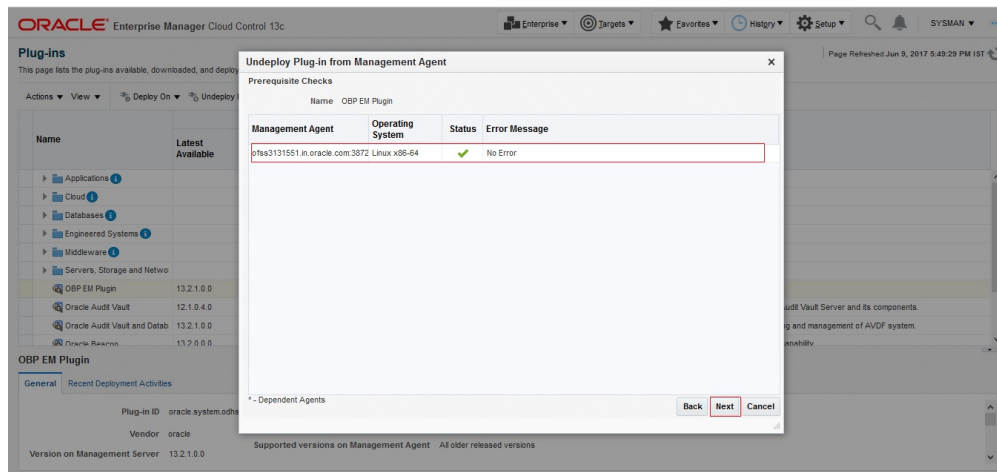 ORACLE Enterprise Manager Cloud Control 13c
Enterprise ▼ Targets ▼ Favorites ▼ History ▼ Setup ▼ SYSMAN ▼
Plug-ins
Page Refreshed Jun 9, 2017 5:49:29 PM IST
This page lists the plug-ins available, downloaded, and deploy
Actions ▼ View ▼ Deploy On ▼ Undeploy
Name
Latest
Available
Applications
Cloud
Databases
Engineered Systems
Middleware
Servers, Storage and Netwo
OBP EM Plugin 13.2.1.0.0
Oracle Audit Vault 12.1.0.4.0
udit Vault Server and its components.
Oracle Audit Vault and Datab 13.2.1.0.0
g and management of AVDF system.
Oracle Beacon 13.2.0.0.0
Undeploy Plug-in from Management Agent
Prerequisite Checks
Name OBP EM Plugin
Management Agent
Operating
System
Status
Error Message
ofss3131551.in.oracle.com:3872 Linux x86-64 No Error
* - Dependent Agents
Back Next Cancel
OBP EM Plugin
General Recent Deployment Activities
Plug-in ID oracle.system.odhs
Vendor oracle
Version on Management Server 13.2.1.0.0
Supported versions on Management Agent All older released versions